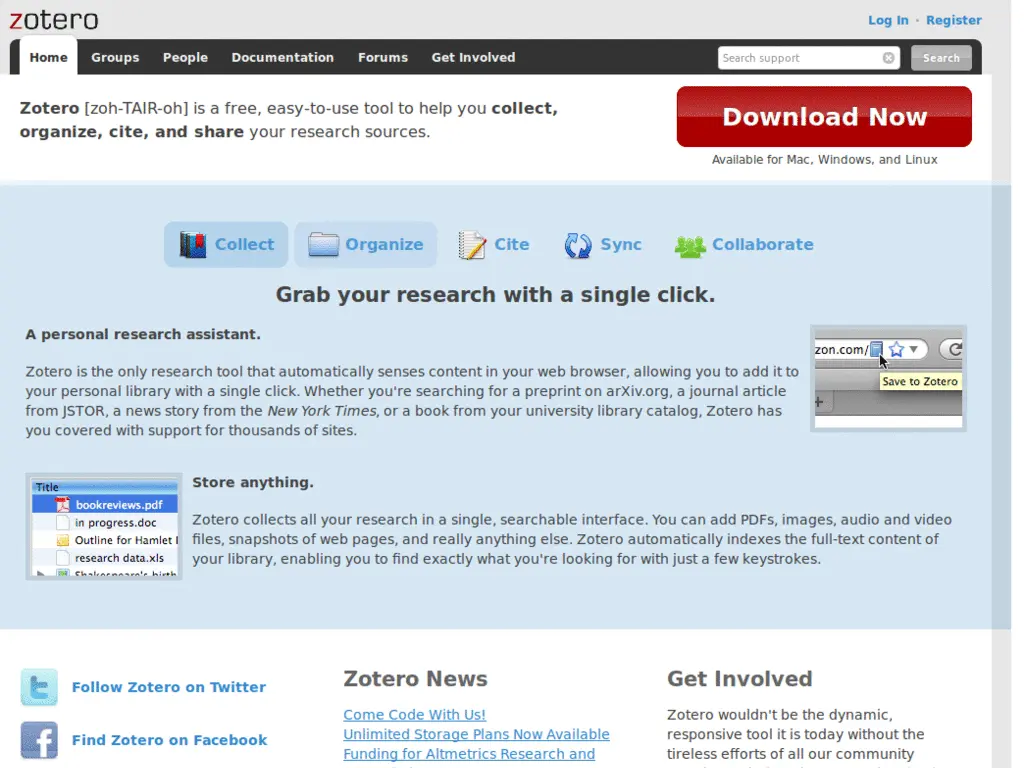 zotero
Log In · Register
Home Groups People Documentation Forums Get Involved
Search support
Search
Zotero [zoh-TAIR-oh] is a free, easy-to-use tool to help you collect,
organize, cite, and share your research sources.
Download Now
Available for Mac, Windows, and Linux
Collect Organize Cite Sync Collaborate
Grab your research with a single click.
A personal research assistant.
Zotero is the only research tool that automatically senses content in your web browser, allowing you to add it to
your personal library with a single click. Whether you're searching for a preprint on arXiv.org, a journal article
from JSTOR, a news story from the New York Times, or a book from your university library catalog, Zotero has
you covered with support for thousands of sites.
zon.com/
Save to Zotero
Title
bookreviews.pdf
in progress.doc
Outline for Hamlet
research data.xls
Shakespeare's birth
Store anything.
Zotero collects all your research in a single, searchable interface. You can add PDFs, images, audio and video
files, snapshots of web pages, and really anything else. Zotero automatically indexes the full-text content of
your library, enabling you to find exactly what you're looking for with just a few keystrokes.
Follow Zotero on Twitter
Find Zotero on Facebook
Zotero News
Come Code With Us!
Unlimited Storage Plans Now Available
Funding for Altmetrics Research and
Get Involved
Zotero wouldn't be the dynamic,
responsive tool it is today without the
tireless efforts of all our community